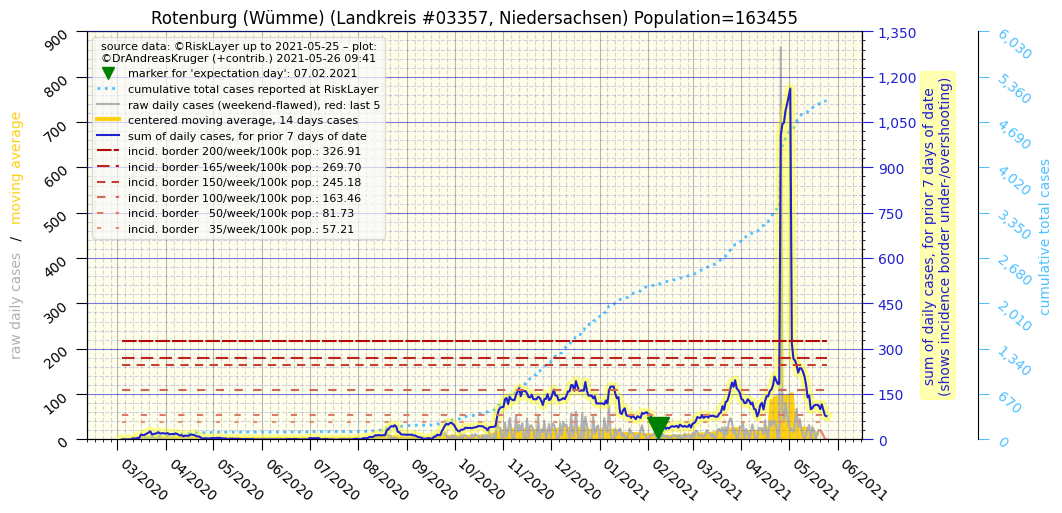 Rotenburg (Wümme) (Landkreis #03357, Niedersachsen) Population=163455
source data: ©RiskLayer up to 2021-05-25 – plot:
©DrAndreasKruger (+contrib.) 2021-05-26 09:41
marker for 'expectation day': 07.02.2021
cumulative total cases reported at RiskLayer
raw daily cases (weekend-flawed), red: last 5
centered moving average, 14 days cases
sum of daily cases, for prior 7 days of date
incid. border 200/week/100k pop.: 326.91
incid. border 165/week/100k pop.: 269.70
incid. border 150/week/100k pop.: 245.18
incid. border 100/week/100k pop.: 163.46
incid. border 50/week/100k pop.: 81.73
incid. border 35/week/100k pop.: 57.21
raw daily cases / moving average
900
800
700
600
500
400
300
200
100
0
03/2020
04/2020
05/2020
06/2020
07/2020
08/2020
09/2020
10/2020
11/2020
12/2020
01/2021
02/2021
03/2021
04/2021
05/2021
06/2021
1,350
1,200
1,050
900
750
600
450
300
150
0
sum of daily cases, for prior 7 days of date
(shows incidence border under-/overshooting)
6,030
5,360
4,690
4,020
3,350
2,680
2,010
1,340
670
0
cumulative total cases